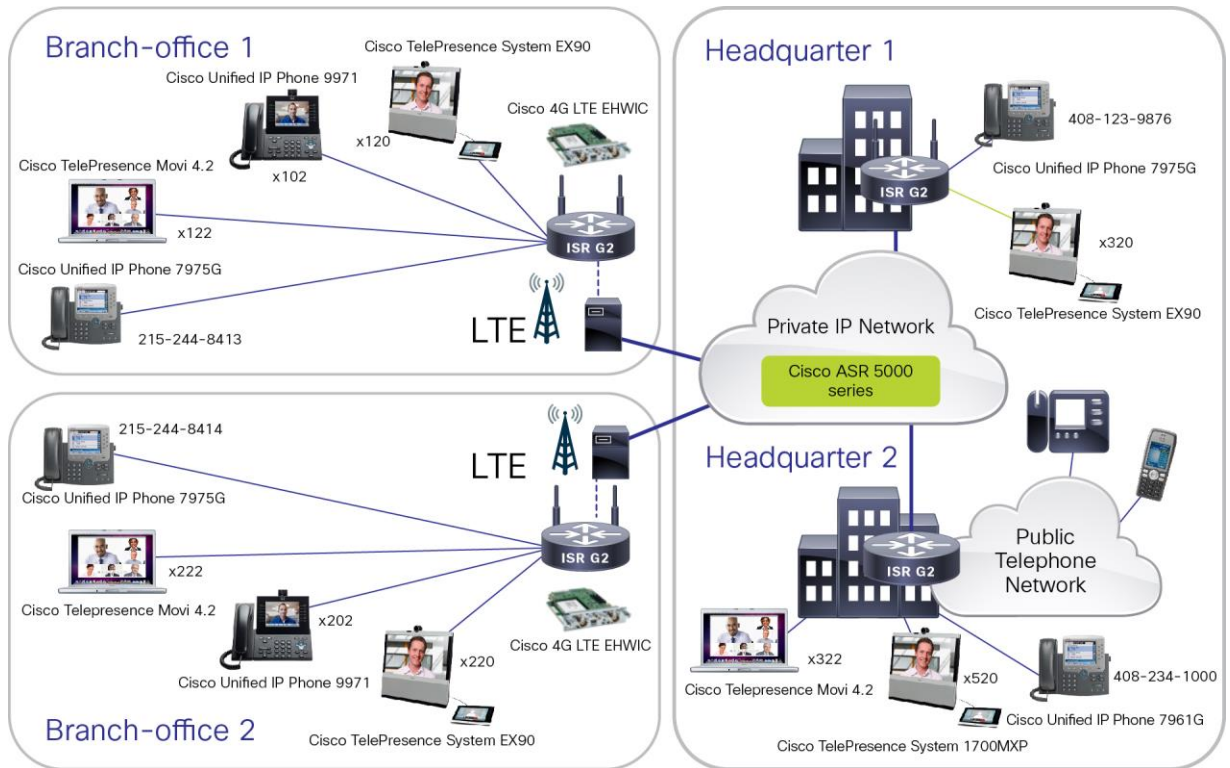 Branch-office 1
Cisco TelePresence System EX90
Cisco Unified IP Phone 9971
Cisco 4G LTE EHWIC
x120
x102
Cisco TelePresence Movi 4.2
x122
ISR G2
Cisco Unified IP Phone 7975G
215-244-8413
LTE
Branch-office 2
215-244-8414
Cisco Unified IP Phone 7975G
LTE
x222
Cisco Telepresence Movi 4.2
ISR G2
x202
Cisco Unified IP Phone 9971
Cisco 4G LTE EHWIC
x220
Cisco TelePresence System EX90
Headquarter 1
408-123-9876
Cisco Unified IP Phone 7975G
ISR G2
x320
Cisco TelePresence System EX90
Private IP Network
Cisco ASR 5000
series
Headquarter 2
Public
Telephone
Network
ISR G2
x322
Cisco Telepresence Movi 4.2
x520
Cisco TelePresence System 1700MXP
408-234-1000
Cisco Unified IP Phone 7961G